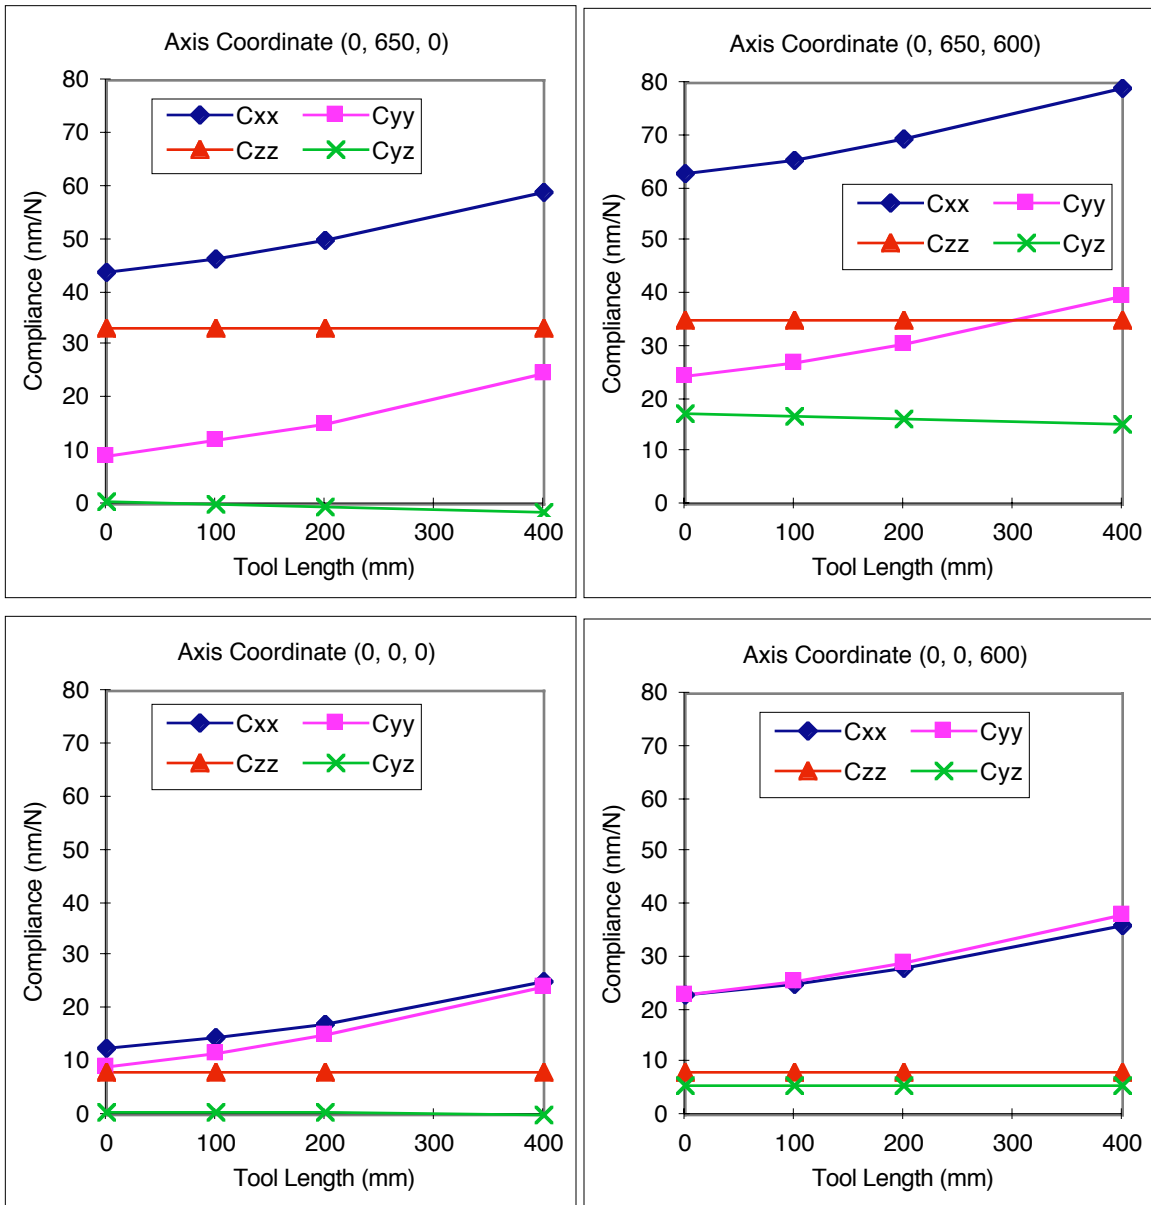 Axis Coordinate (0, 650, 0)
80
70
60
50
40
30
20
10
0
Compliance (nm/N)
Cxx Cyy
Czz Cyz
0 100 200 300 400
Tool Length (mm)
Axis Coordinate (0, 650, 600)
80
70
60
50
40
30
20
10
0
Compliance (nm/N)
Cxx Cyy
Czz Cyz
0 100 200 300 400
Tool Length (mm)
Axis Coordinate (0, 0, 0)
80
70
60
50
40
30
20
10
0
Compliance (nm/N)
Cxx Cyy
Czz Cyz
0 100 200 300 400
Tool Length (mm)
Axis Coordinate (0, 0, 600)
80
70
60
50
40
30
20
10
0
Compliance (nm/N)
Cxx Cyy
Czz Cyz
0 100 200 300 400
Tool Length (mm)